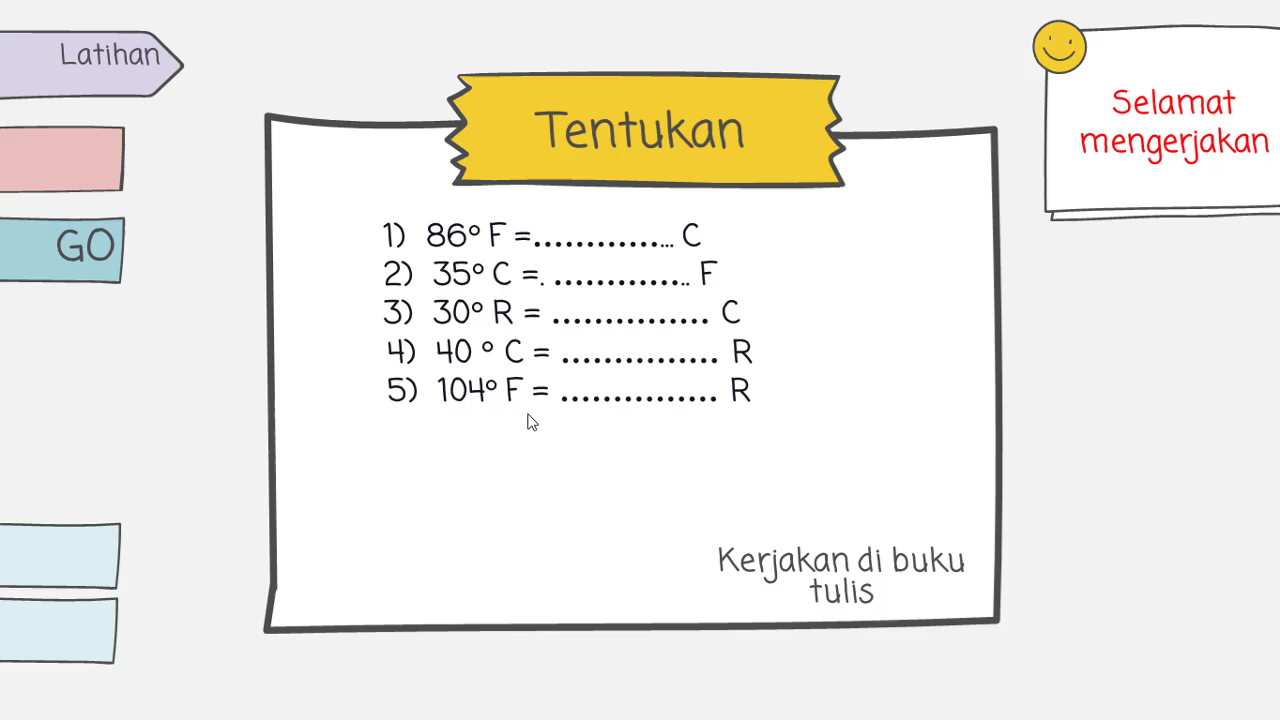 Latihan
GO
Tentukan
1) 86° F =............... C
2) 35° C =. .............. F
3) 30° R = ............... C
4) 40 ° C = ............... R
5) 104° F = ............... R
Kerjakan di buku
tulis
Selamat
mengerjakan